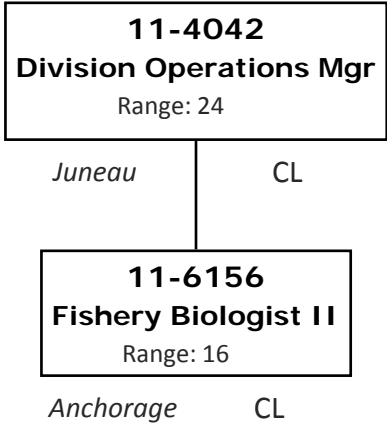 11-4042
Division Operations Mgr
Range: 24
Juneau CL
11-6156
Fishery Biologist II
Range: 16
Anchorage CL